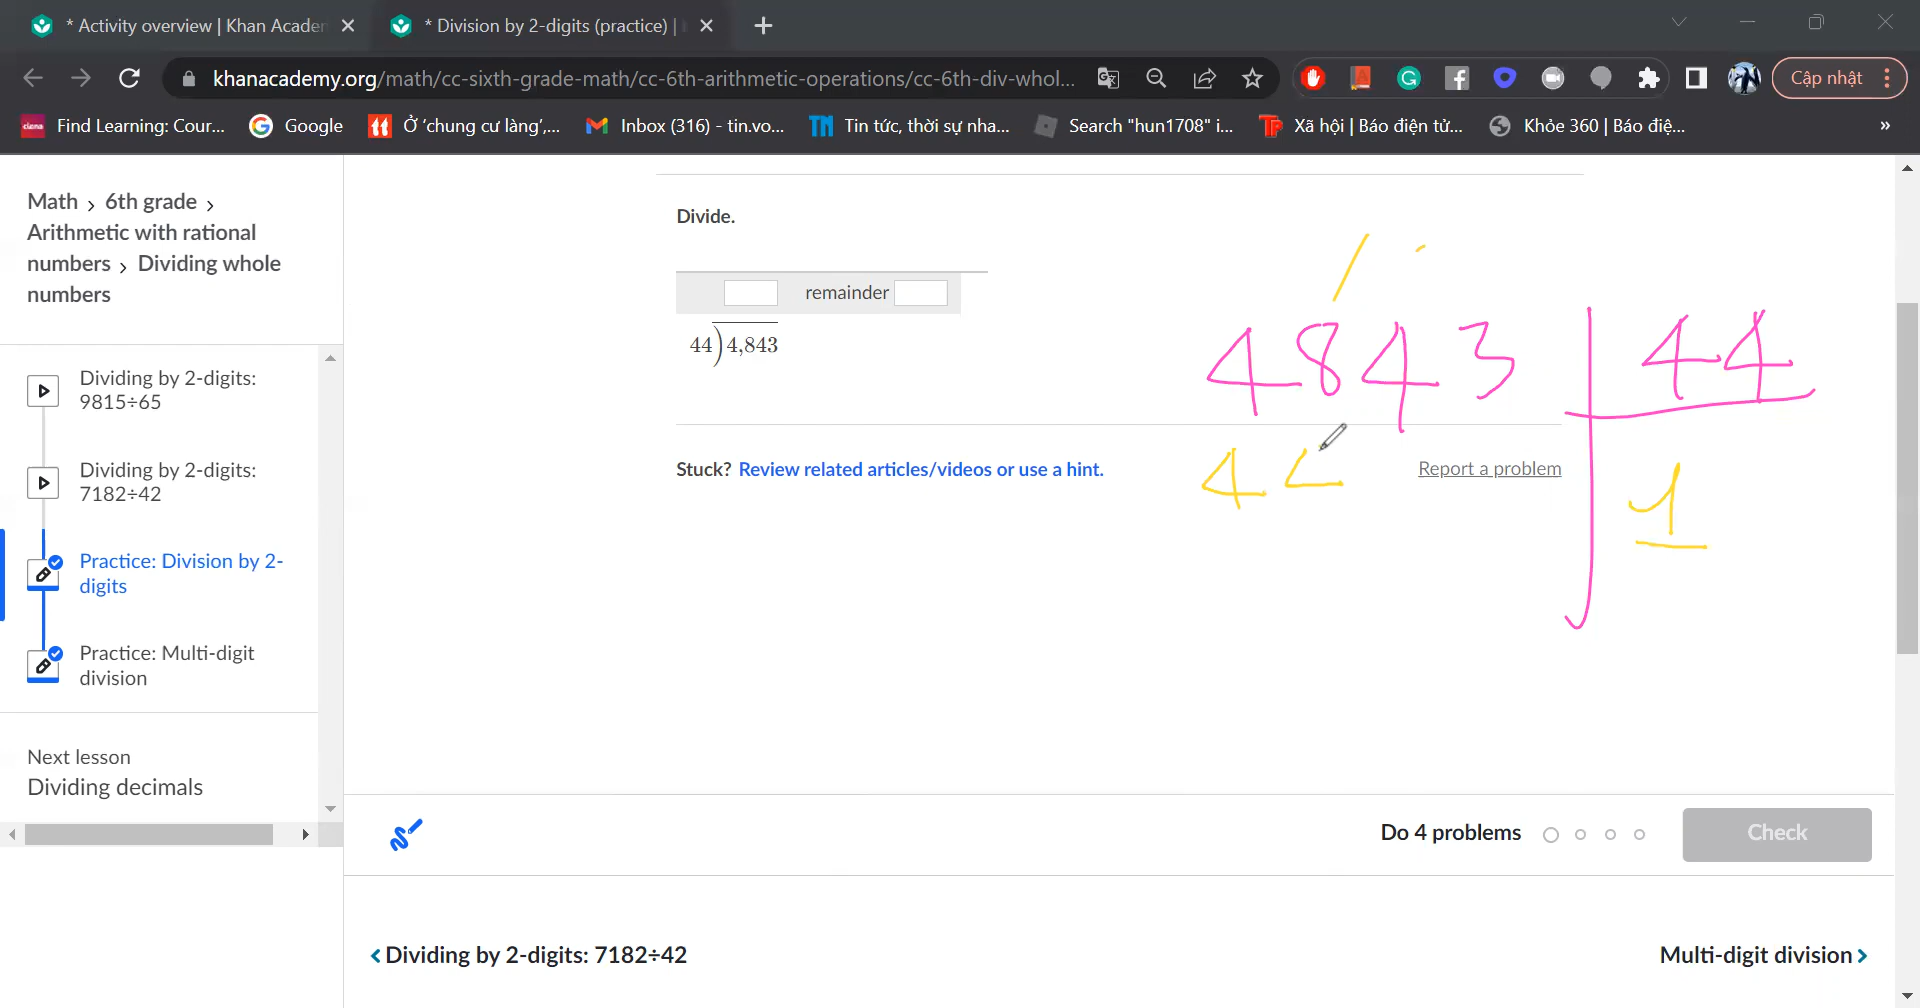 * Activity overview | Khan Acade
* Division by 2-digits (practice) |
khanacademy.org/math/cc-sixth-grade-math/cc-6th-arithmetic-operations/cc-6th-div-whol...
Cập nhật
ciena
Find Learning: Cour...
Google
Ở 'chung cư làng',...
Inbox (316) - tin.vo...
TN
Tin tức, thời sự nha...
Search "hun1708" i...
TP
Xã hội | Báo điện tử...
Khỏe 360 | Báo điệ...
»
Math > 6th grade >
Arithmetic with rational
numbers > Dividing whole
numbers
Dividing by 2-digits:
9815÷65
Dividing by 2-digits:
7182÷42
Practice: Division by 2-
digits
Practice: Multi-digit
division
Next lesson
Dividing decimals
Divide.
remainder
44)4,843
4843 44
4
1
Stuck? Review related articles/videos or use a hint.
Report a problem
Do 4 problems
Check
< Dividing by 2-digits: 7182÷42
Multi-digit division >